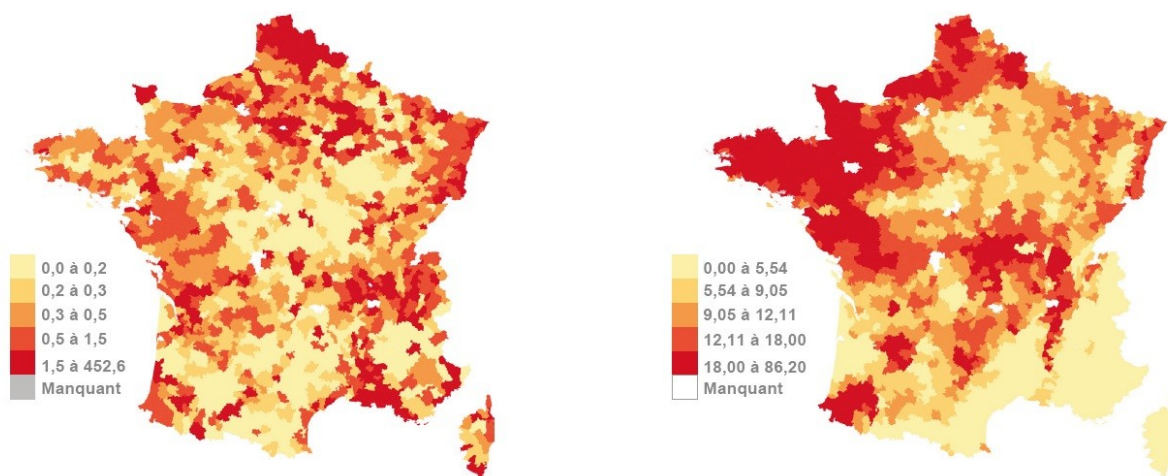 0,0 à 0,2
0,2 à 0,3
0,3 à 0,5
0,5 à 1,5
1,5 à 452,6
Manquant
0,00 à 5,54
5,54 à 9,05
9,05 à 12,11
12,11 à 18,00
18,00 à 86,20
Manquant